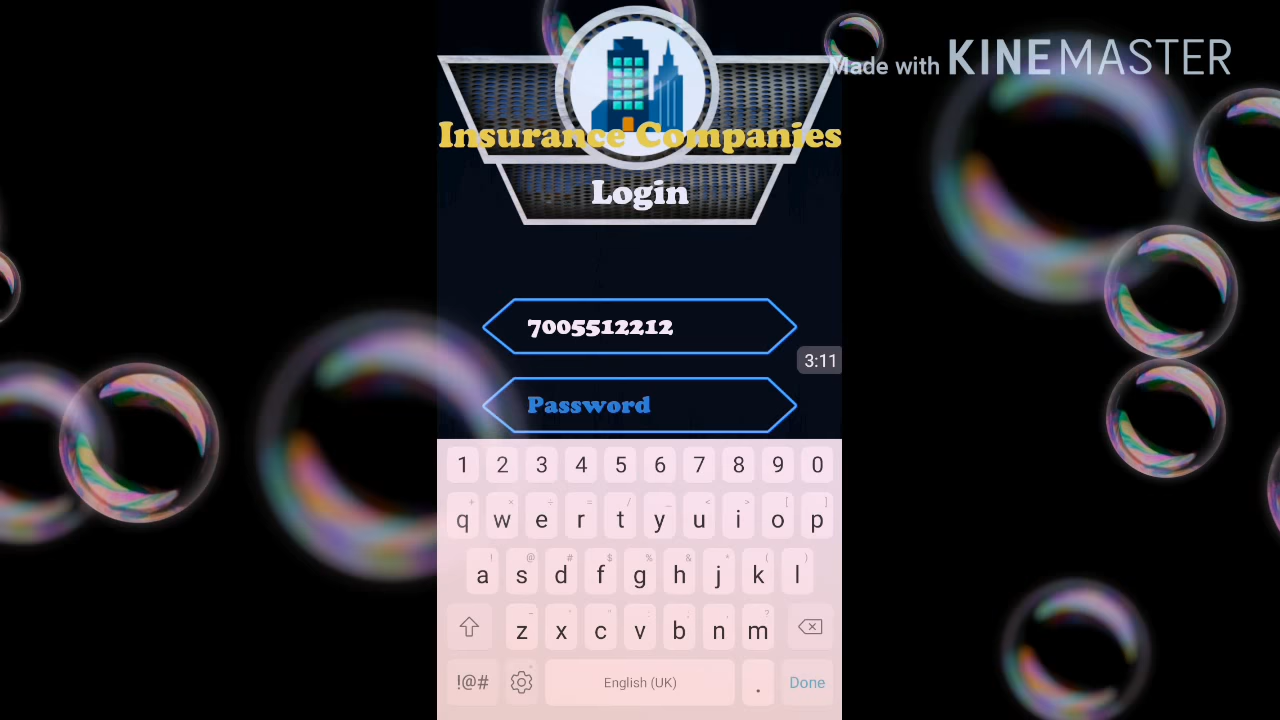 Made with KINEMASTER
Insurance Companies
Login
7005512212
3:11
Password
1 2 3 4 5 6 7 8 9 0
+ × ÷ = / _ < > [ ]
q w e r t y u i o p
! @ # $ % & * ( )
a s d f g h j k l
- ' " : ; , ?
z x c v b n m
!@# English (UK) . Done